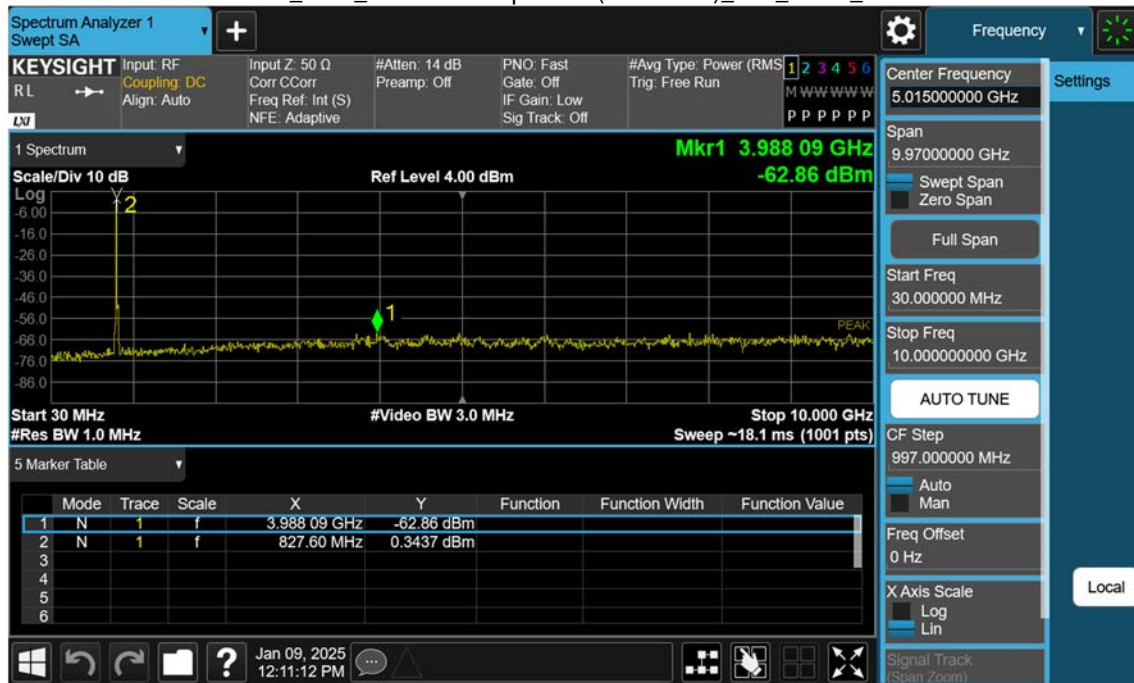 Spectrum Analyzer 1
Swept SA
+
Frequency
KEYSIGHT
RL
LXI
Input: RF
Coupling: DC
Align: Auto
Input Z: 50 Ω
Corr CCorr
Freq Ref: Int (S)
NFE: Adaptive
#Atten: 14 dB
Preamp: Off
PNO: Fast
Gate: Off
IF Gain: Low
Sig Track: Off
#Avg Type: Power (RMS
Trig: Free Run
1 2 3 4 5 6
M W W W W W
P P P P P P
1 Spectrum
Scale/Div 10 dB
Ref Level 4.00 dBm
Mkr1 3.988 09 GHz
-62.86 dBm
Log
-6.00
-16.0
-26.0
-36.0
-46.0
-56.0
-66.0
-76.0
-86.0
2
1
PEAK
Start 30 MHz
#Video BW 3.0 MHz
Stop 10.000 GHz
#Res BW 1.0 MHz
Sweep ~18.1 ms (1001 pts)
5 Marker Table
Mode Trace Scale X Y Function Function Width Function Value
1 N 1 f 3.988 09 GHz -62.86 dBm
2 N 1 f 827.60 MHz 0.3437 dBm
3
4
5
6
Jan 09, 2025
12:11:12 PM
Center Frequency
5.015000000 GHz
Span
9.97000000 GHz
Swept Span
Zero Span
Full Span
Start Freq
30.000000 MHz
Stop Freq
10.000000000 GHz
AUTO TUNE
CF Step
997.000000 MHz
Auto
Man
Freq Offset
0 Hz
X Axis Scale
Log
Lin
Signal Track
(Span Zoom)
Settings
Local